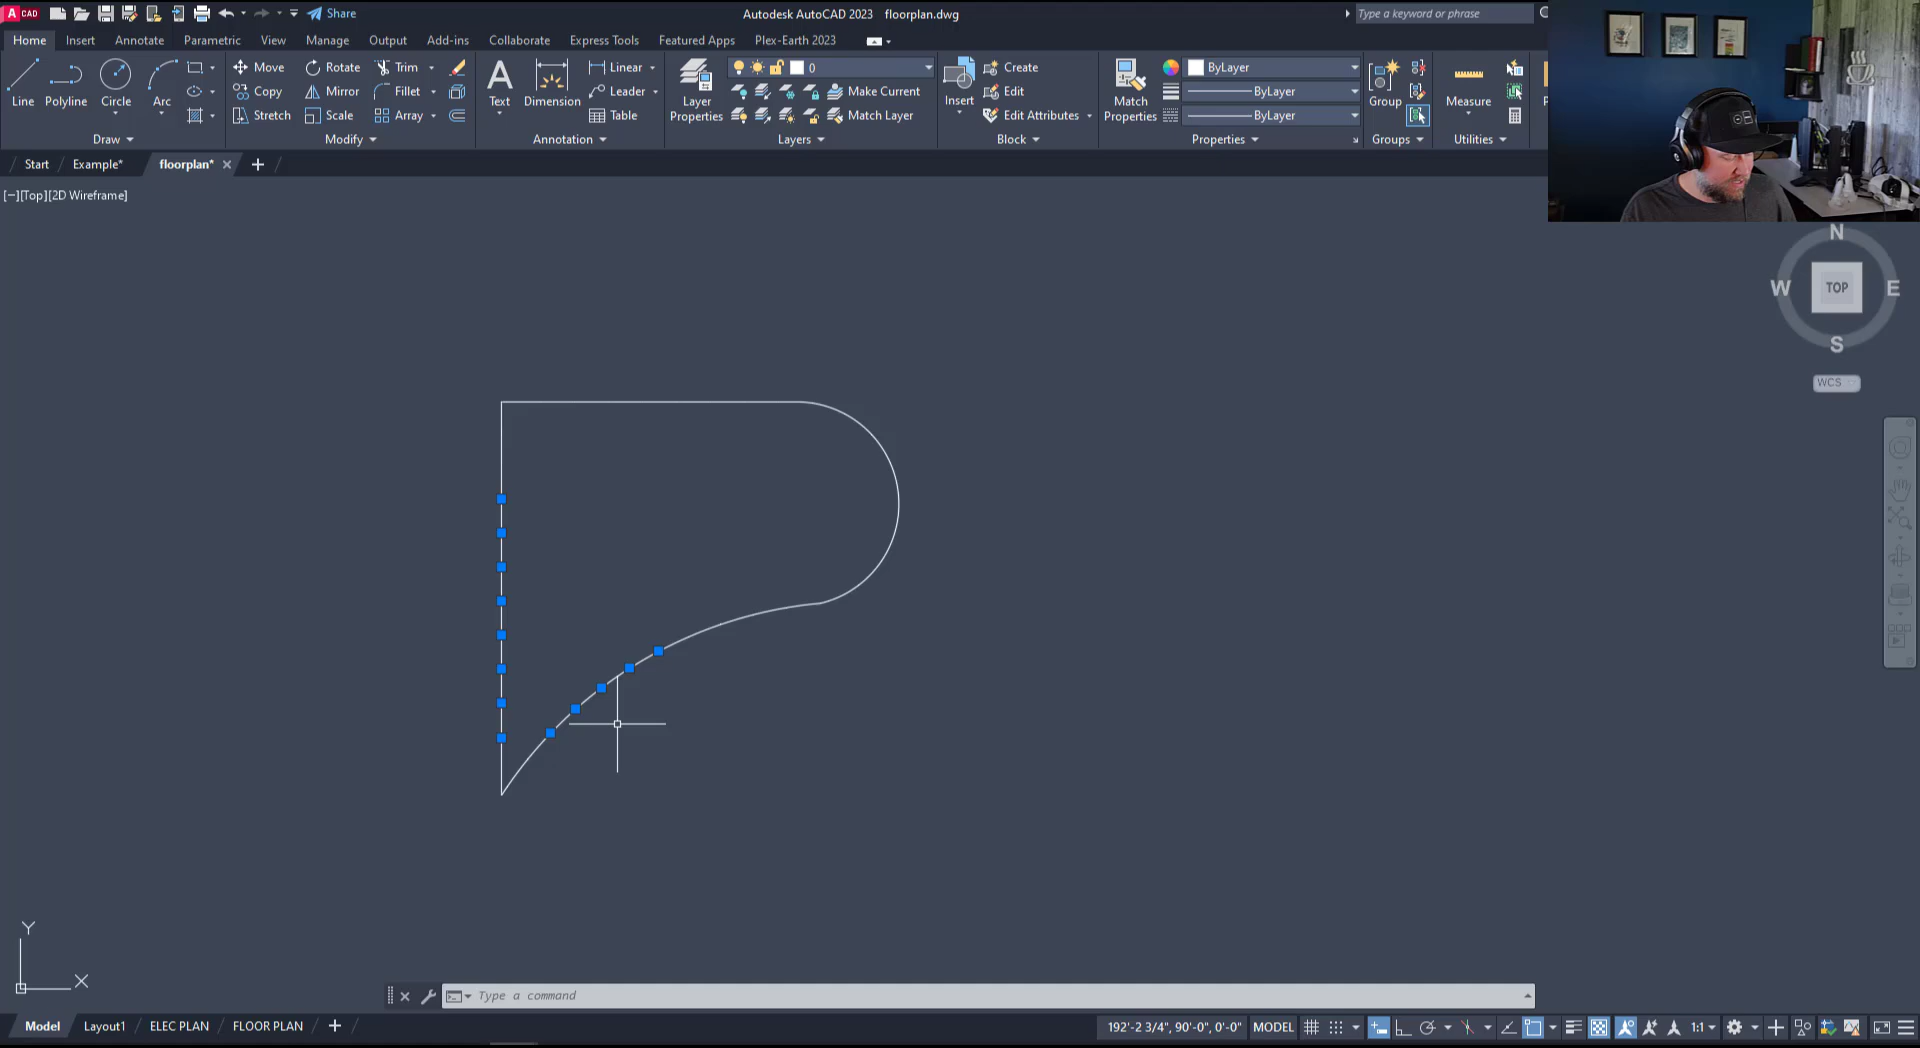 A CAD Share Autodesk AutoCAD 2023 floorplan.dwg Type a keyword or phrase
Home Insert Annotate Parametric View Manage Output Add-ins Collaborate Express Tools Featured Apps Plex-Earth 2023
Line Polyline Circle Arc
Move Rotate Trim
Copy Mirror Fillet
Stretch Scale Array
Text Dimension
Linear
Leader
Table
Layer Properties
0
Make Current
Match Layer
Insert
Create
Edit
Edit Attributes
Match Properties
ByLayer
ByLayer
ByLayer
Group
Measure
Draw Modify Annotation Layers Block Properties Groups Utilities
Start Example* floorplan*
[−][Top][2D Wireframe]
N
W TOP E
S
WCS
Y
X
Type a command
Model Layout1 ELEC PLAN FLOOR PLAN
192'-2 3/4", 90'-0", 0'-0" MODEL 1:1